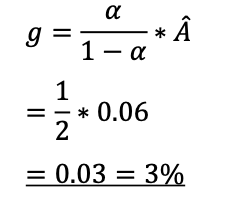 g = α / (1 − α) * Â
= 1/2 * 0.06
= 0.03 = 3%